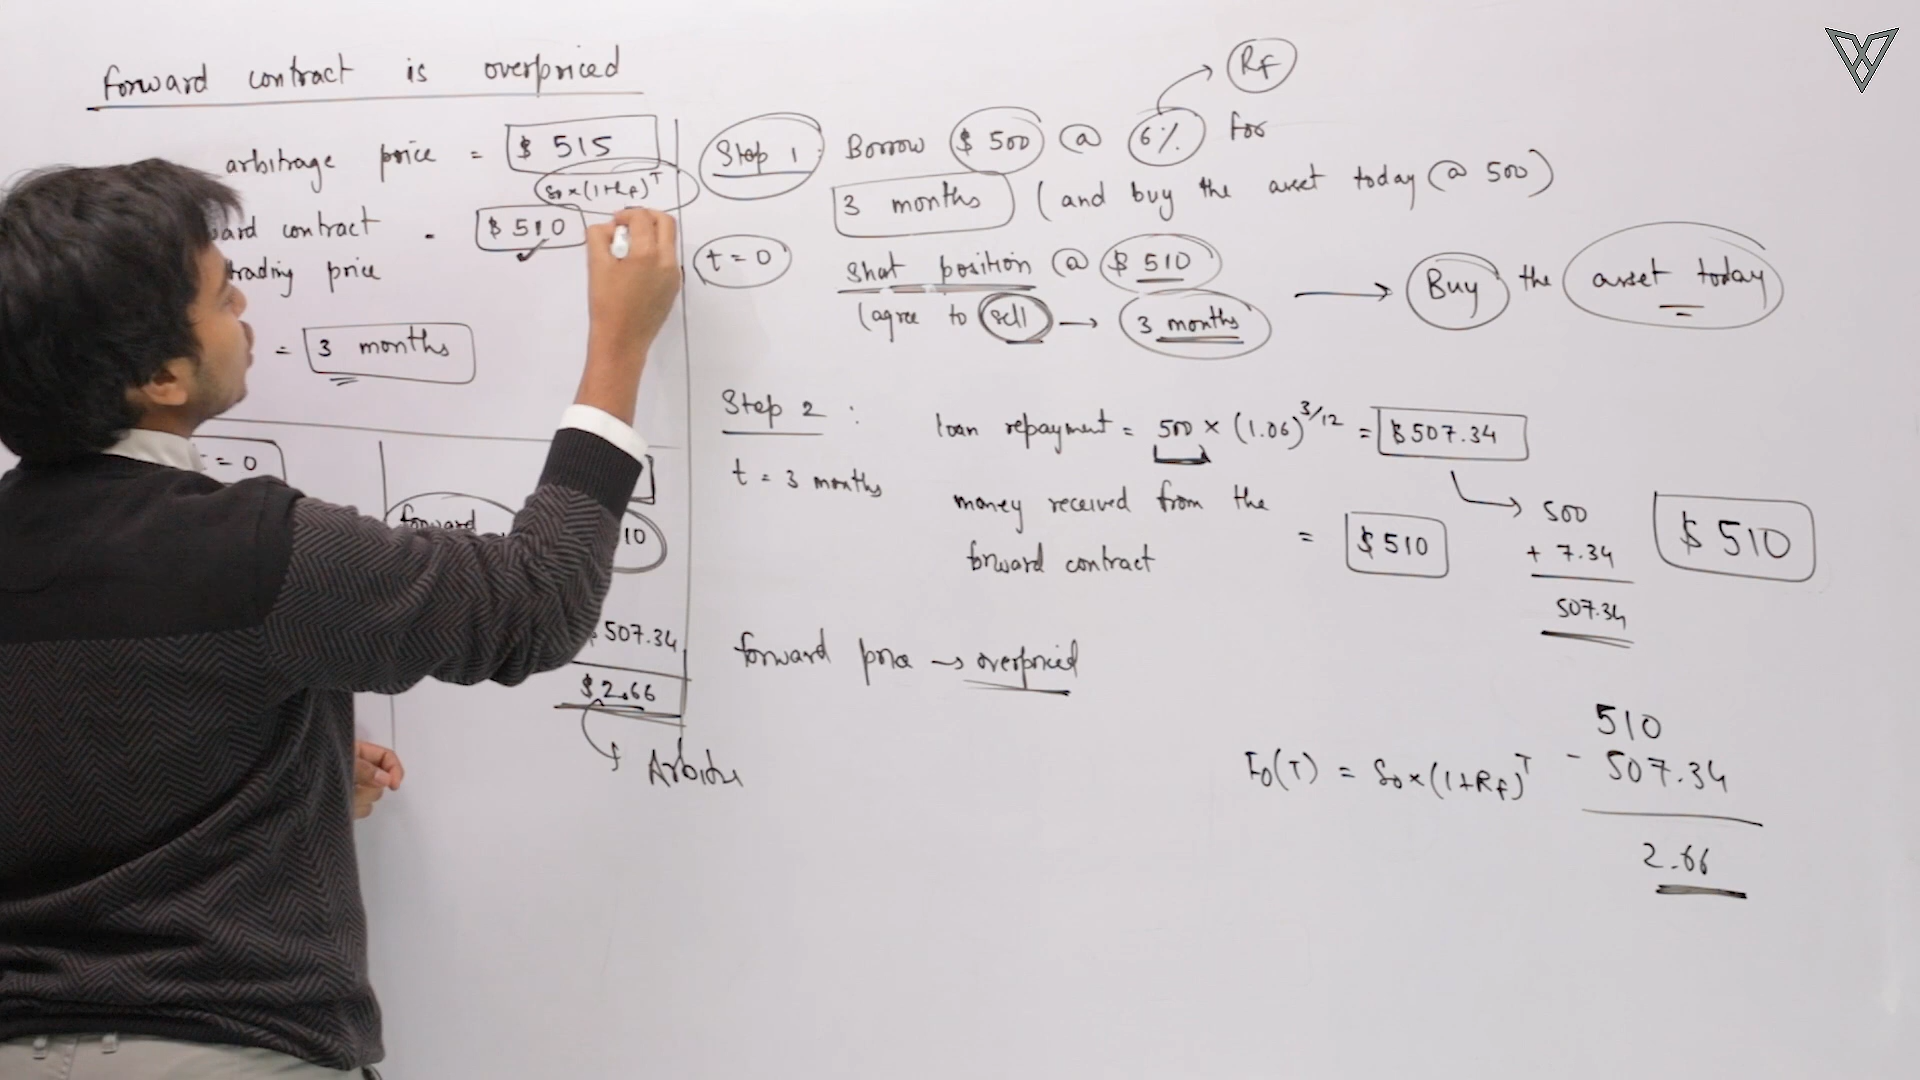 forward contract is overpriced
arbitrage price = $ 515
S0×(1+Rf)^T
ward contract = $ 510
trading price
= 3 months
t = 0
forward
10
$ 507.34
$ 2.66
Arbitra
Step 1: Borrow $ 500 @ 6% for
Rf
3 months (and buy the asset today @ 500)
t = 0
Short position @ $ 510
(agree to sell → 3 months → Buy the asset today
Step 2 :
t = 3 months
loan repayment = 500 × (1.06)^3/12 = $507.34
money received from the
forward contract = $510
500
+ 7.34
507.34
$ 510
forward price → overpriced
F0(T) = S0×(1+Rf)^T
510
- 507.34
2.66